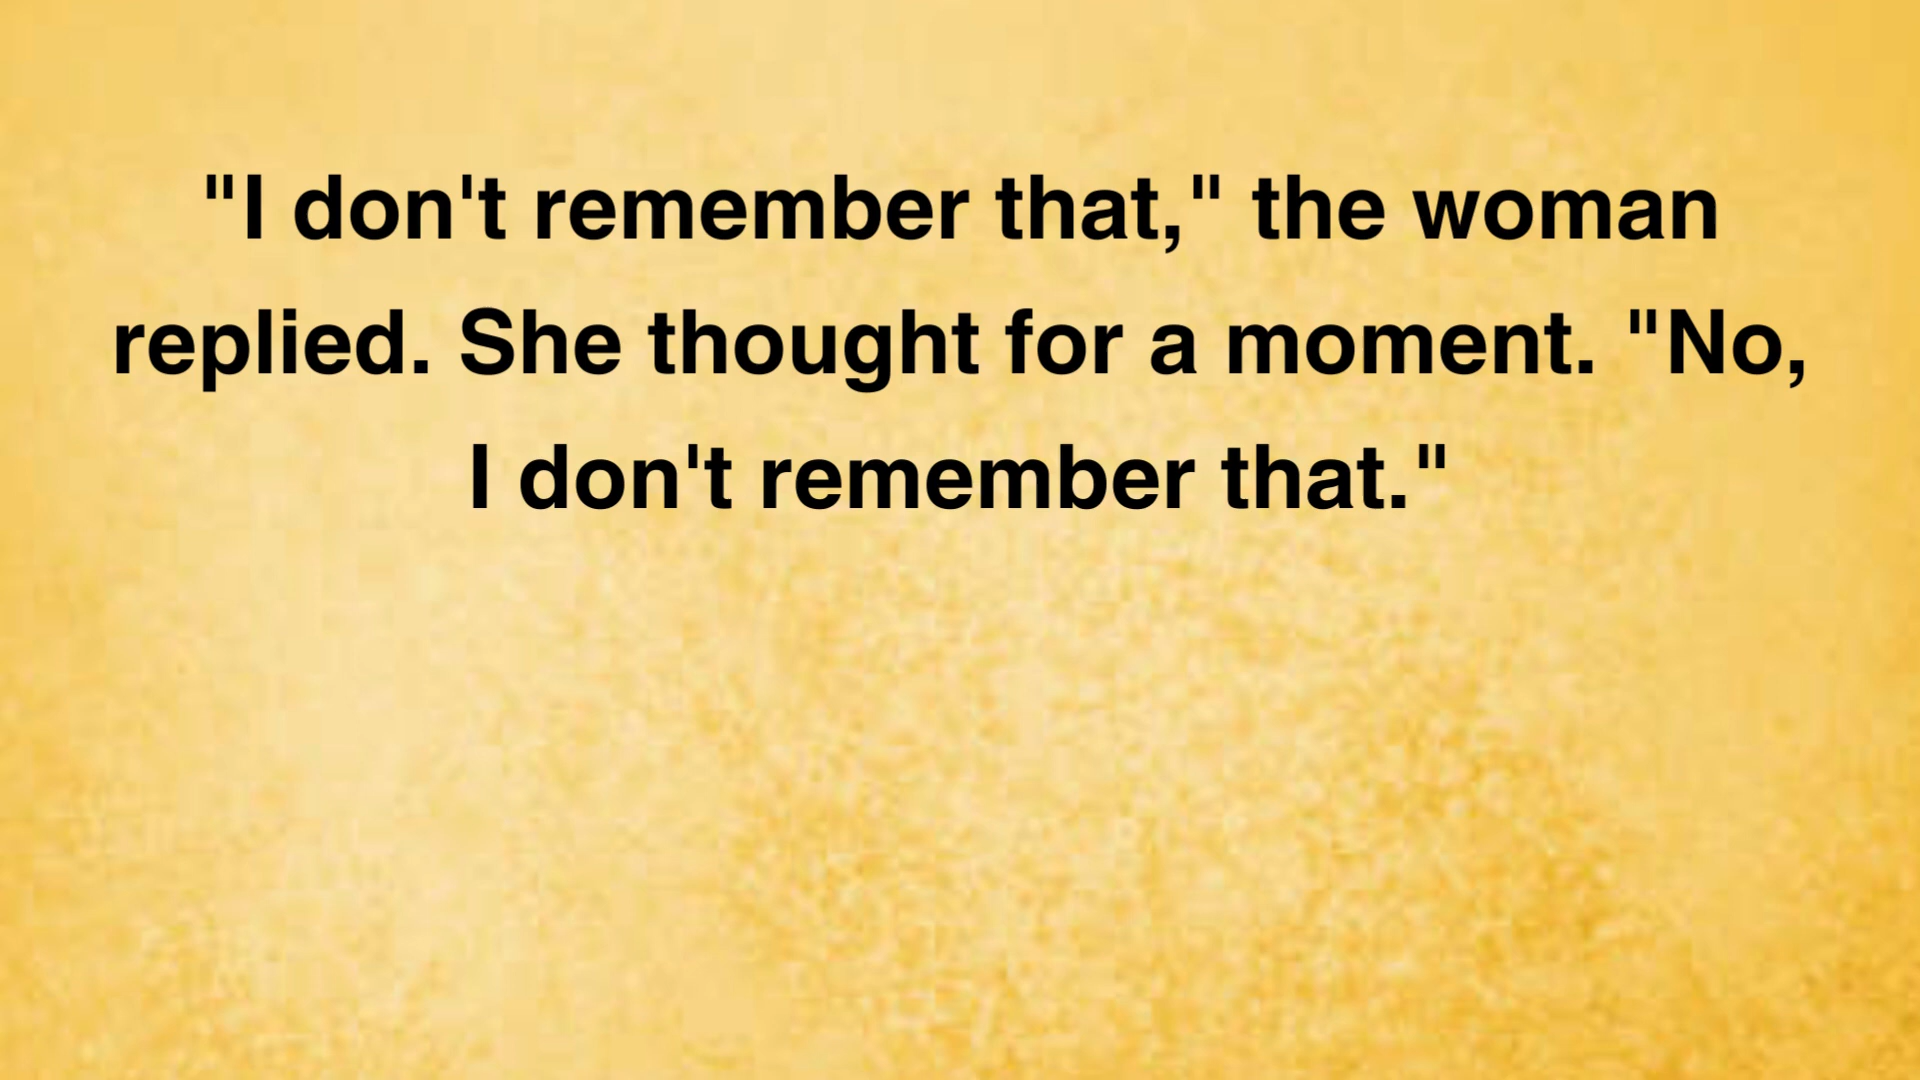 "I don't remember that," the woman
replied. She thought for a moment. "No,
I don't remember that."